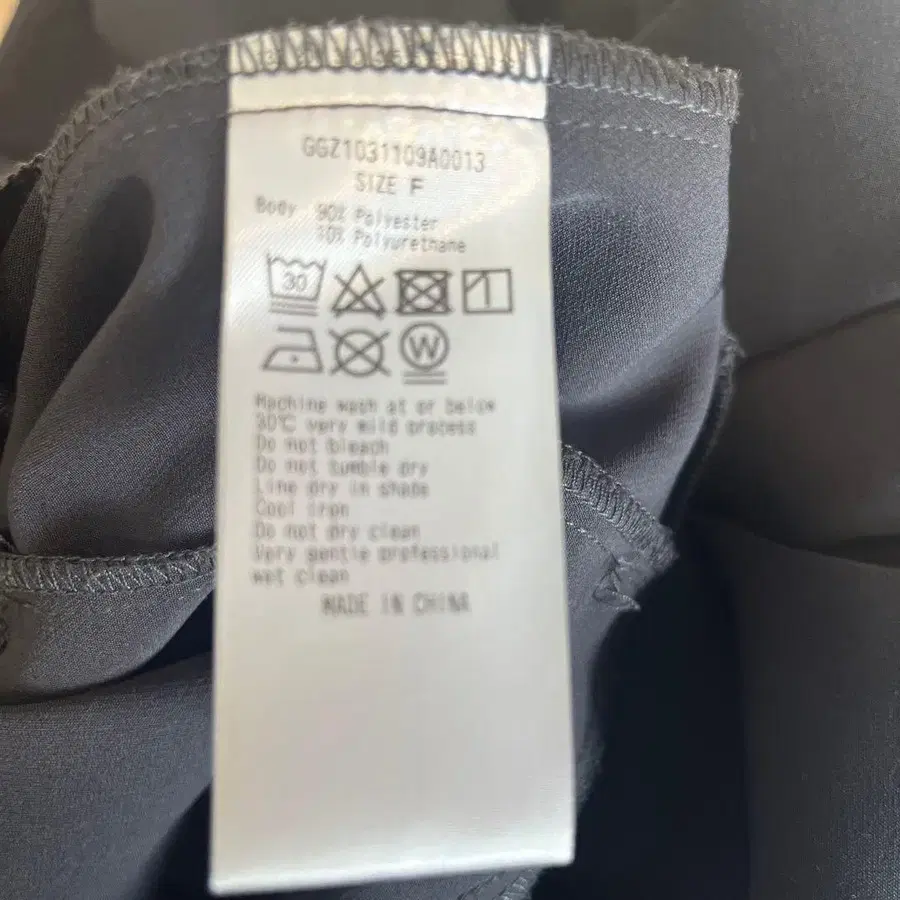 GGZ1031109A0013
SIZE F
Body 90% Polyester
10% Polyurethane
30
W
Machine wash at or below
30℃ very mild process
Do not bleach
Do not tumble dry
Line dry in shade
Cool iron
Do not dry clean
Very gentle professional
wet clean
MADE IN CHINA